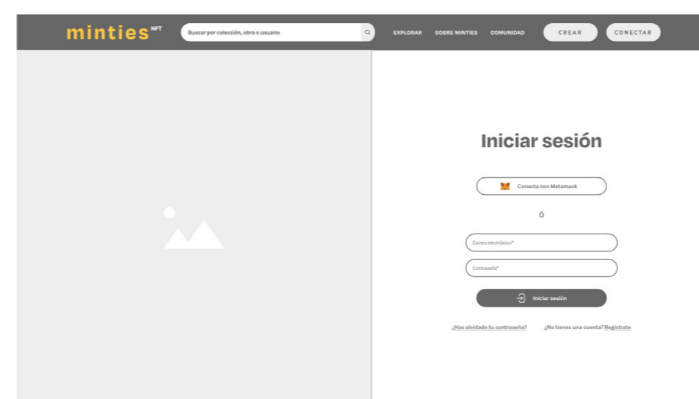 minties NFT
Buscar por colección, obra o usuario
EXPLORAR
SOBRE MINTIES
COMUNIDAD
CREAR
CONECTAR
Iniciar sesión
Conecta con Metamask
Ó
Correo electrónico*
Contraseña*
Iniciar sesión
¿Has olvidado tu contraseña?
¿No tienes una cuenta? Regístrate